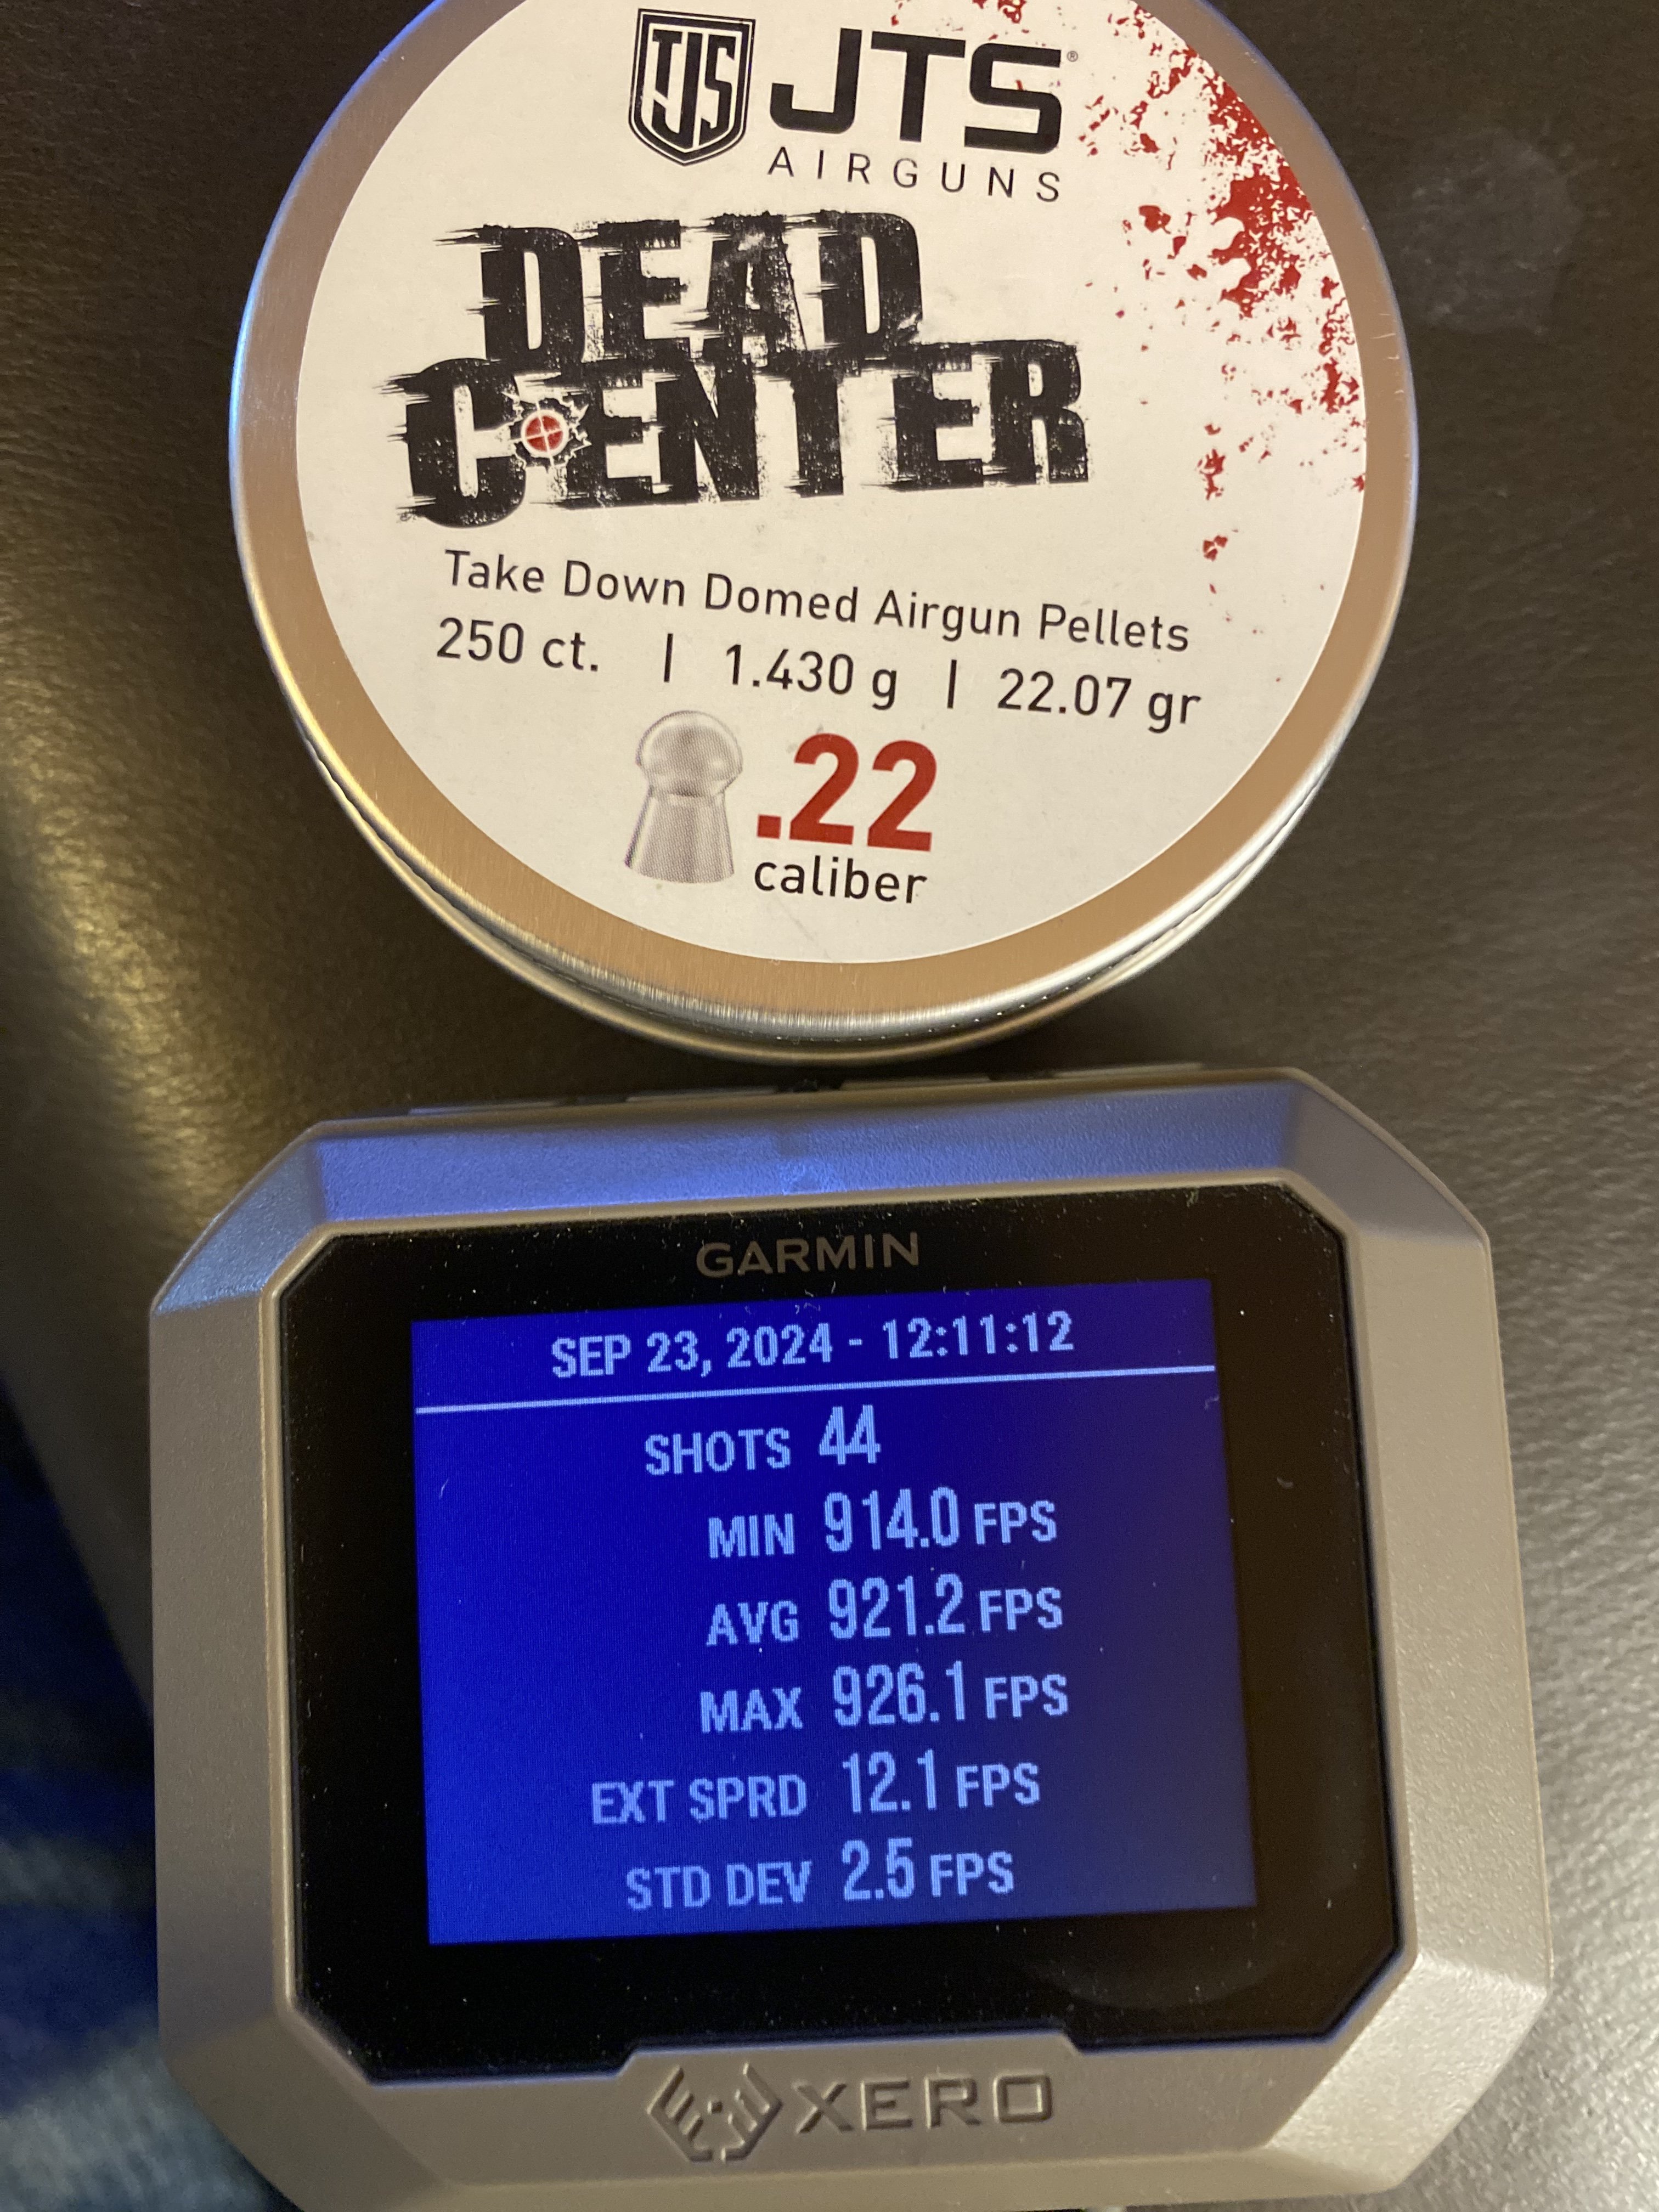 TJS JTS®
AIRGUNS
DEAD
CENTER
Take Down Domed Airgun Pellets
250 ct. | 1.430 g | 22.07 gr
.22
caliber
GARMIN
SEP 23, 2024 - 12:11:12
SHOTS 44
MIN 914.0 FPS
AVG 921.2 FPS
MAX 926.1 FPS
EXT SPRD 12.1 FPS
STD DEV 2.5 FPS
XERO